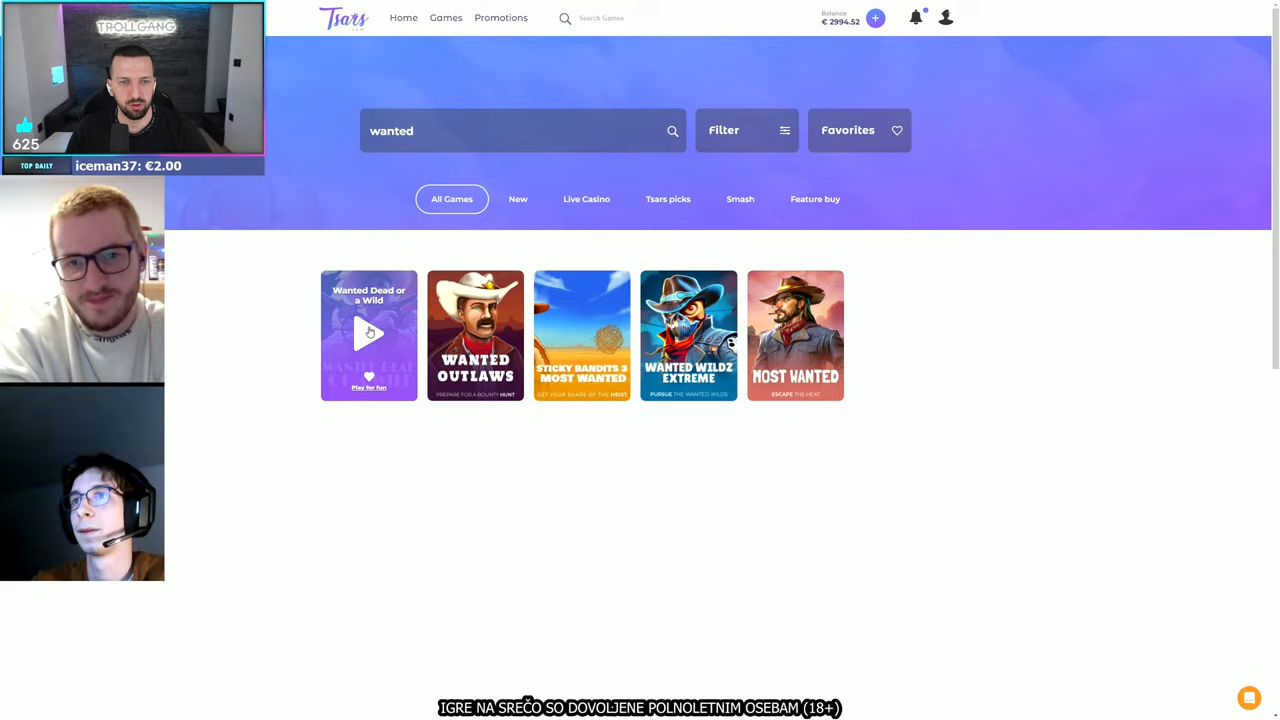 TROLLGANG
625
TOP DAILY
iceman37: €2.00
Tsars
.com
Home
Games
Promotions
Search Games
Balance
€ 2994.52
wanted
Filter
Favorites
All Games
New
Live Casino
Tsars picks
Smash
Feature buy
Wanted Dead or
a Wild
Play for fun
WANTED
OUTLAWS
PREPARE FOR A BOUNTY HUNT
STICKY BANDITS 3
MOST WANTED
GET YOUR SHARE OF THE HEIST
WANTED WILDZ
EXTREME
PURSUE THE WANTED WILDS
MOST WANTED
ESCAPE THE HEAT
IGRE NA SREČO SO DOVOLJENE POLNOLETNIM OSEBAM (18+)